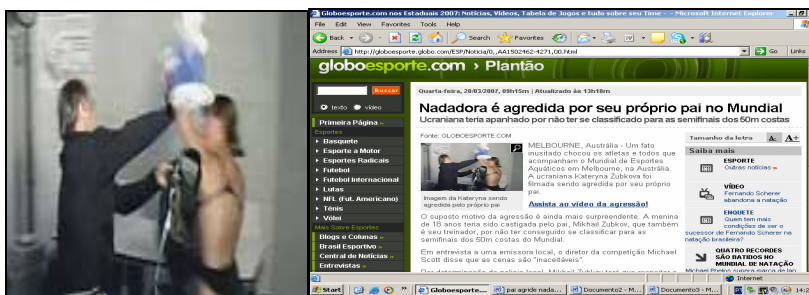 Globoesporte.com nos Estaduais 2007: Notícias, Vídeos, Tabela de Jogos e tudo sobre seu Time - Microsoft Internet Explorer
File Edit View Favorites Tools Help
Back Search Favorites
Address http://globoesporte.globo.com/ESP/Noticia/0,,AA1502462-4271,00.html Go Links
globoesporte.com › Plantão
Buscar
texto vídeo
Primeira Página »
Esportes
Basquete
Esporte a Motor
Esportes Radicais
Futebol
Futebol Internacional
Lutas
NFL (Fut. Americano)
Tênis
Vôlei
Mais Sobre Esportes
Blogs e Colunas »
Brasil Esportivo »
Central de Notícias »
Entrevistas »
Quarta-feira, 28/03/2007, 09h15m | Atualizado às 13h18m
Nadadora é agredida por seu próprio pai no Mundial
Ucraniana teria apanhado por não ter se classificado para as semifinais dos 50m costas
Fonte: GLOBOESPORTE.COM
Imagem da Kateryna sendo
agredida pelo próprio pai
MELBOURNE, Austrália - Um fato
inusitado chocou os atletas e todos que
acompanham o Mundial de Esportes
Aquáticos em Melbourne, na Austrália.
A ucraniana Kateryna Zubkova foi
filmada sendo agredida por seu próprio
pai.
Assista ao vídeo da agressão!
O suposto motivo da agressão é ainda mais surpreendente. A menina
de 18 anos teria sido castigada pelo pai, Mikhail Zubkov, que também
é seu treinador, por não ter conseguido se classificar para as
semifinais dos 50m costas do Mundial.
Em entrevista a uma emissora local, o diretor da competição Michael
Scott disse que as cenas são "inaceitáveis".
Tamanho da letra A- A+
Saiba mais
ESPORTE
Outras notícias »
VÍDEO
Fernando Scherer
abandona a natação
ENQUETE
Quem tem mais
condições de ser o
sucessor de Fernando Scherer na
natação brasileira?
QUATRO RECORDES
SÃO BATIDOS NO
MUNDIAL DE NATAÇÃO
Michael Phelps supera marca de Ian
Internet
Start Globoesporte.... pai agride nada... Documento2 - M... Documento3 - M...